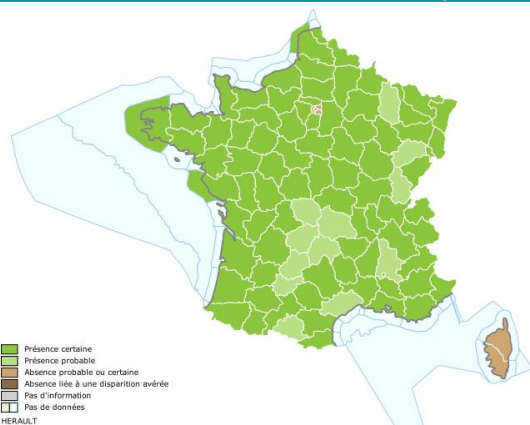 Présence certaine
Présence probable
Absence probable ou certaine
Absence liée à une disparition avérée
Pas d'information
Pas de données
HERAULT